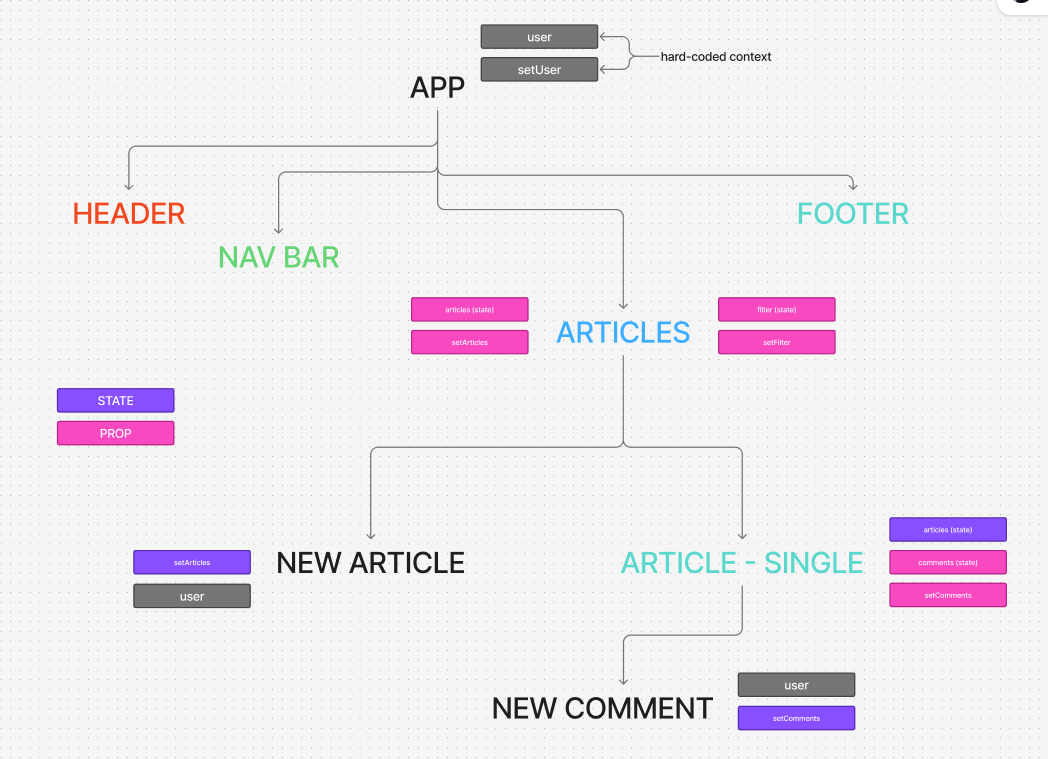 user
hard-coded context
setUser
APP
HEADER
FOOTER
NAV BAR
articles (state)
filter (state)
ARTICLES
setArticles
setFilter
STATE
PROP
articles (state)
setArticles
NEW ARTICLE
ARTICLE - SINGLE
comments (state)
user
setComments
user
NEW COMMENT
setComments